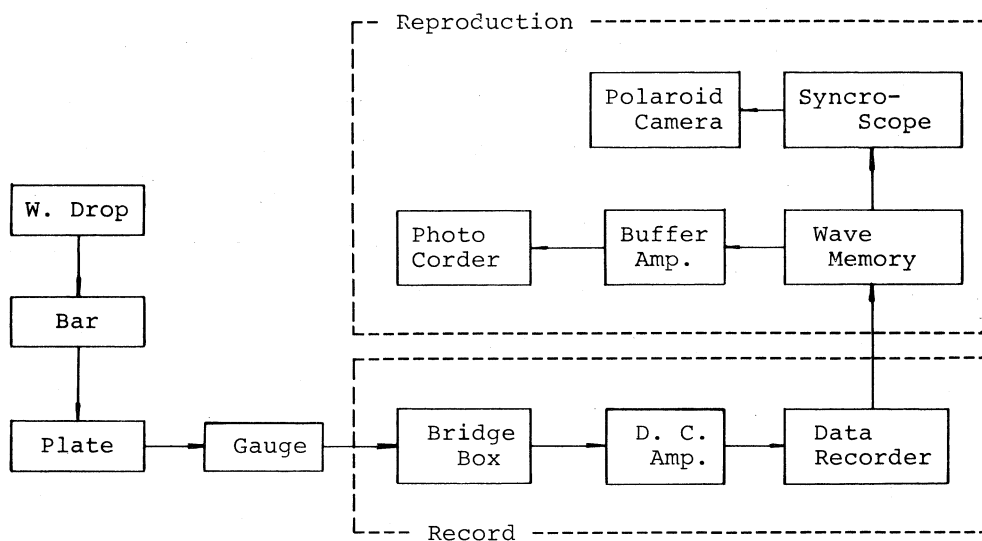 Reproduction
Polaroid
Camera
Syncro-
Scope
W. Drop
Photo
Corder
Buffer
Amp.
Wave
Memory
Bar
Plate
Gauge
Bridge
Box
D. C.
Amp.
Data
Recorder
Record